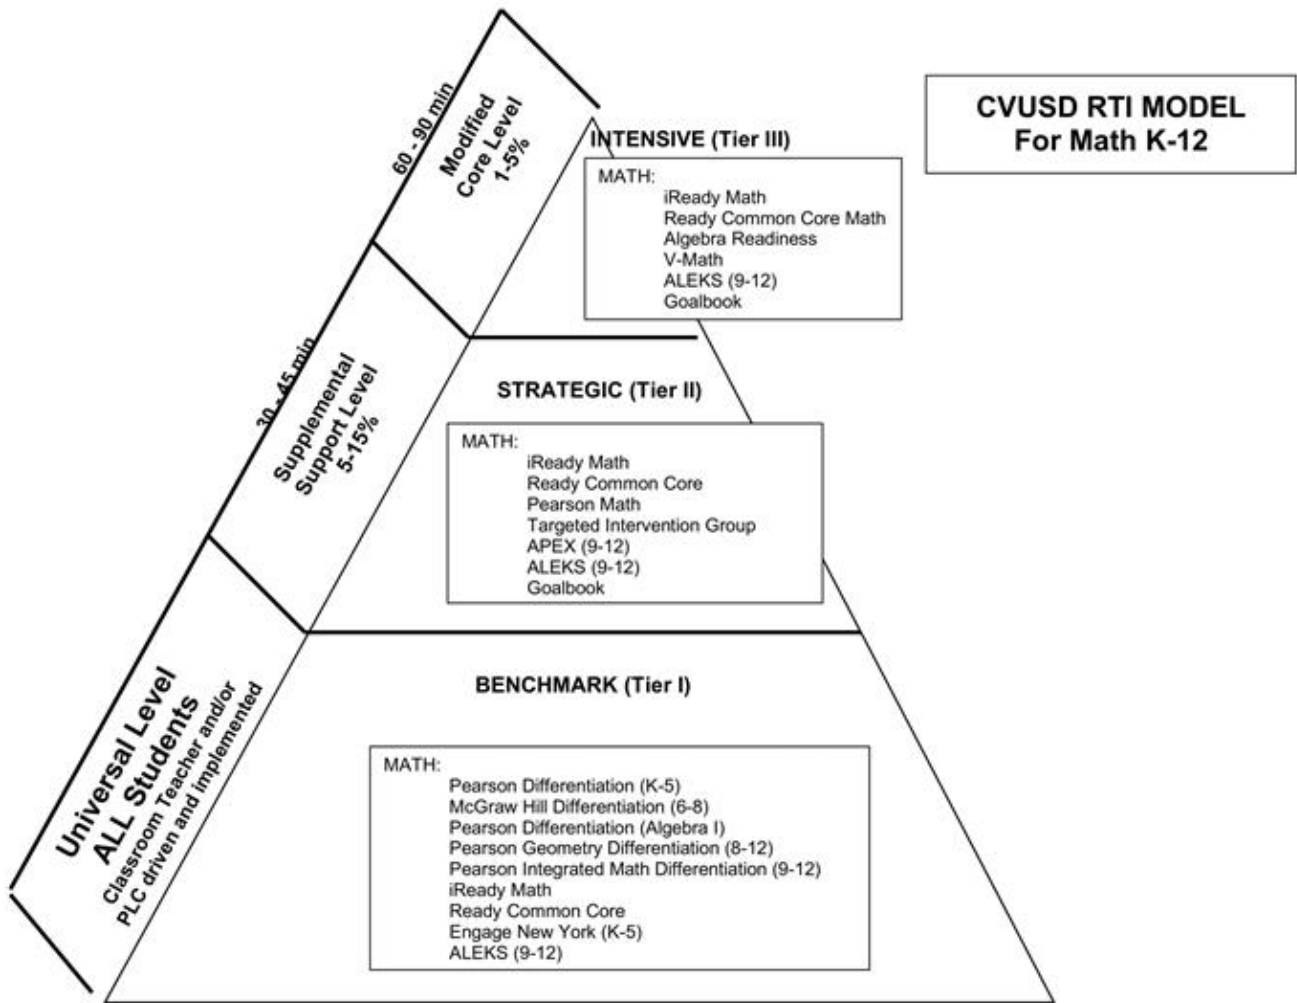 CVUSD RTI MODEL
For Math K-12
60 - 90 min
Modified
Core Level
1-5%
INTENSIVE (Tier III)
MATH:
iReady Math
Ready Common Core Math
Algebra Readiness
V-Math
ALEKS (9-12)
Goalbook
30 - 45 min
Supplemental
Support Level
5-15%
STRATEGIC (Tier II)
MATH:
iReady Math
Ready Common Core
Pearson Math
Targeted Intervention Group
APEX (9-12)
ALEKS (9-12)
Goalbook
Universal Level
ALL Students
Classroom Teacher and/or
PLC driven and implemented
BENCHMARK (Tier I)
MATH:
Pearson Differentiation (K-5)
McGraw Hill Differentiation (6-8)
Pearson Differentiation (Algebra I)
Pearson Geometry Differentiation (8-12)
Pearson Integrated Math Differentiation (9-12)
iReady Math
Ready Common Core
Engage New York (K-5)
ALEKS (9-12)